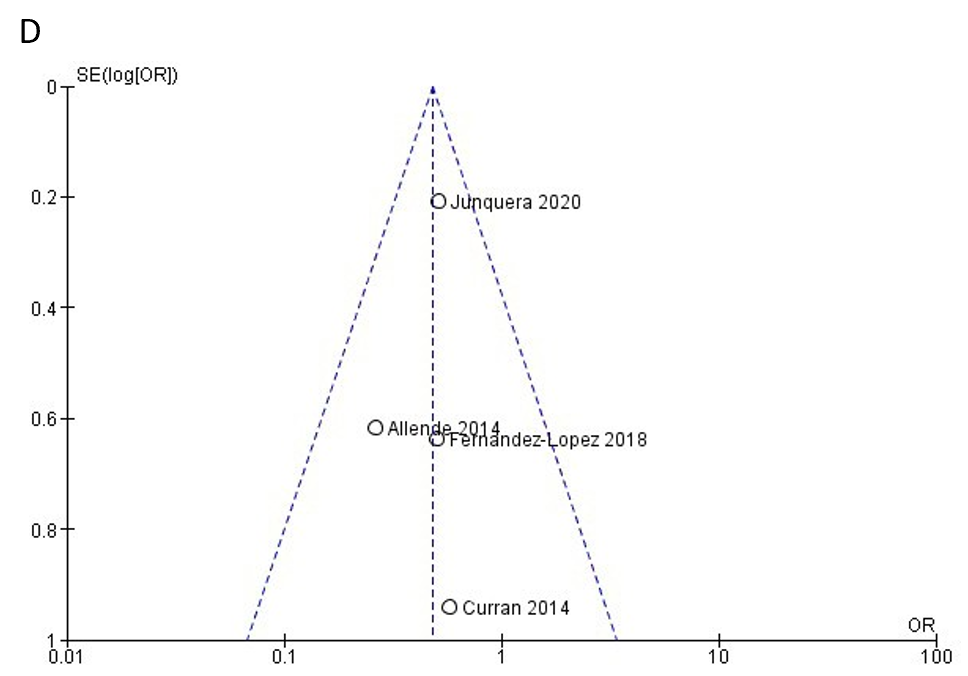 D
SE(log[OR])
0
0.2
Junquera 2020
0.4
0.6
Allende 2014
Fernandez-Lopez 2018
0.8
Curran 2014
1
OR
0.01 0.1 1 10 100